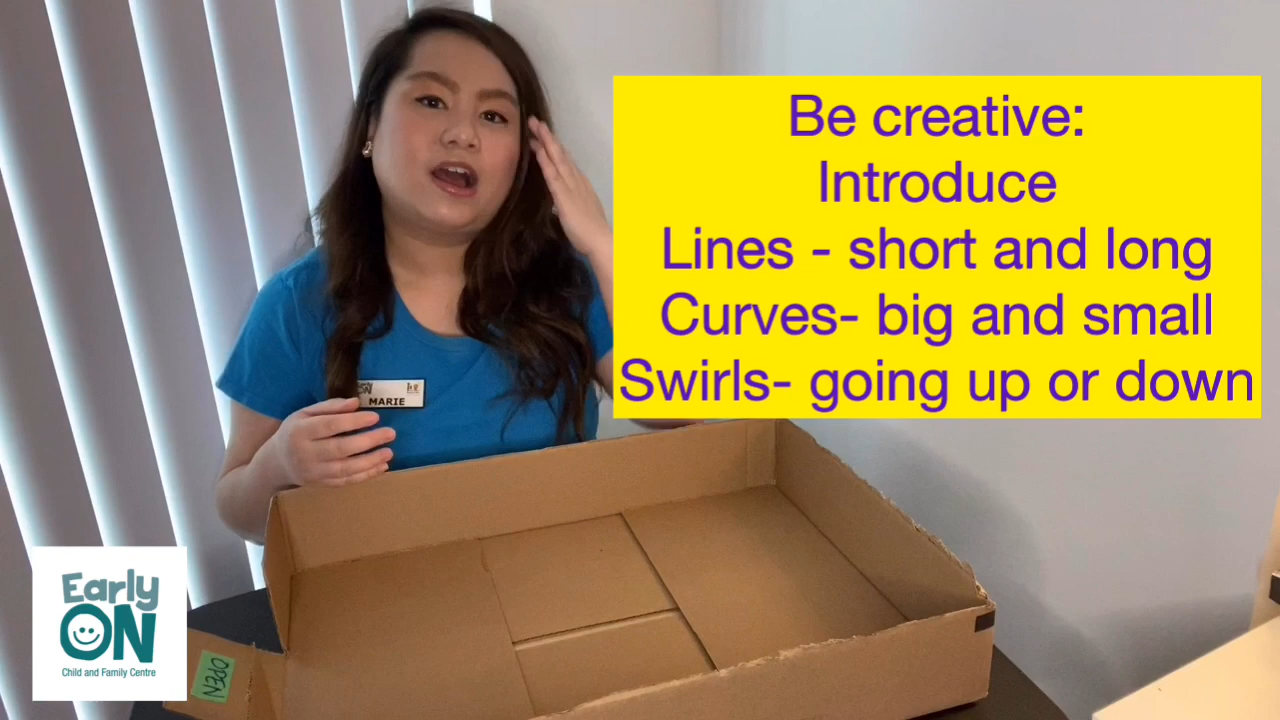 Be creative:
Introduce
Lines - short and long
Curves- big and small
Swirls- going up or down
MARIE
Early
ON
Child and Family Centre
OPEN